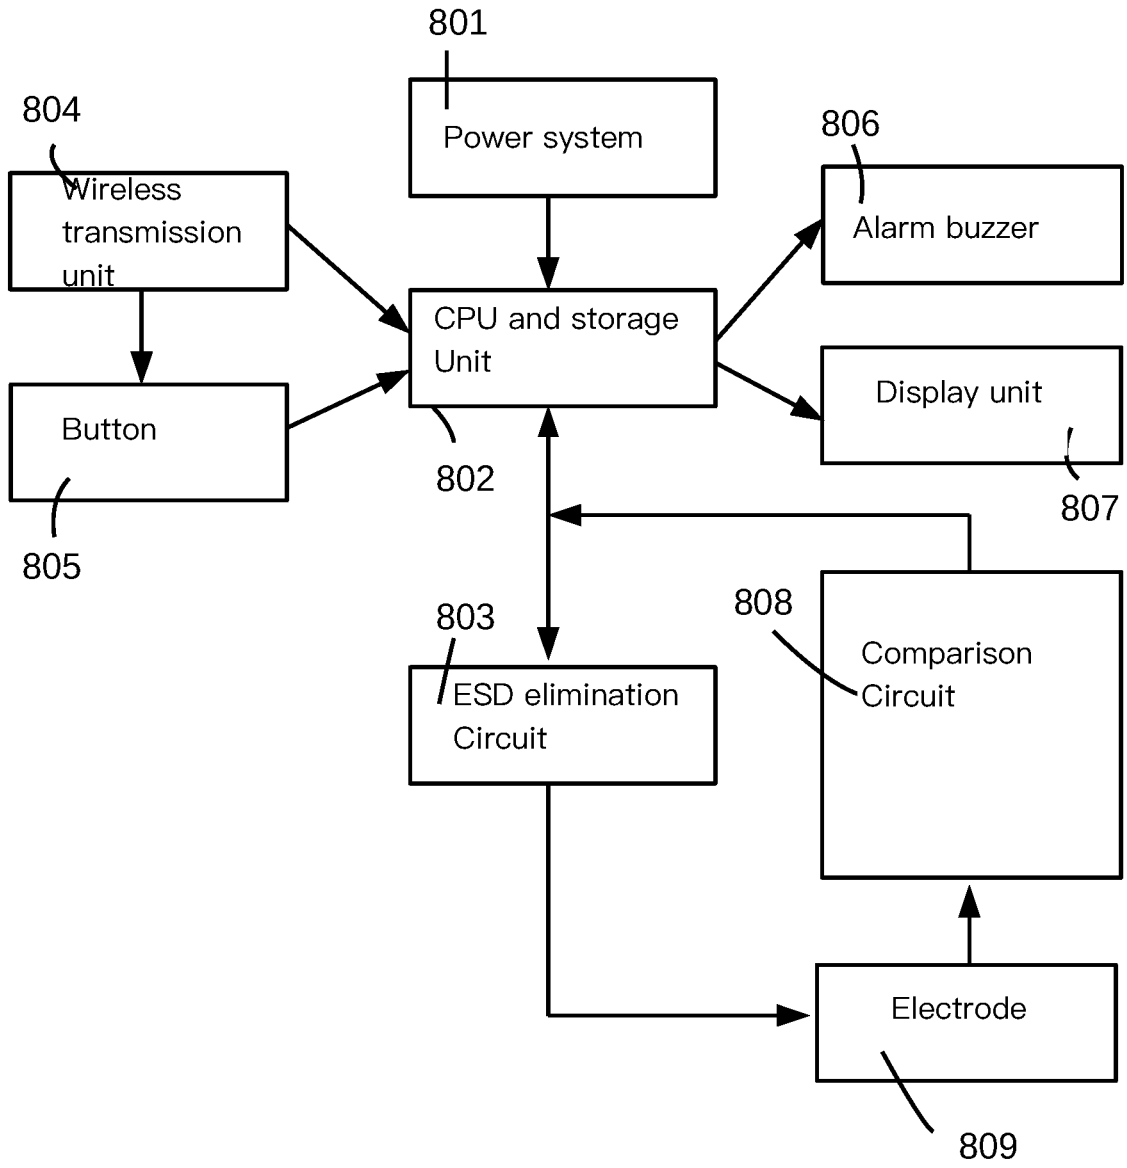 801
Power system
804
Wireless
transmission
unit
806
Alarm buzzer
CPU and storage
Unit
802
Display unit
807
Button
805
803
ESD elimination
Circuit
808
Comparison
Circuit
Electrode
809